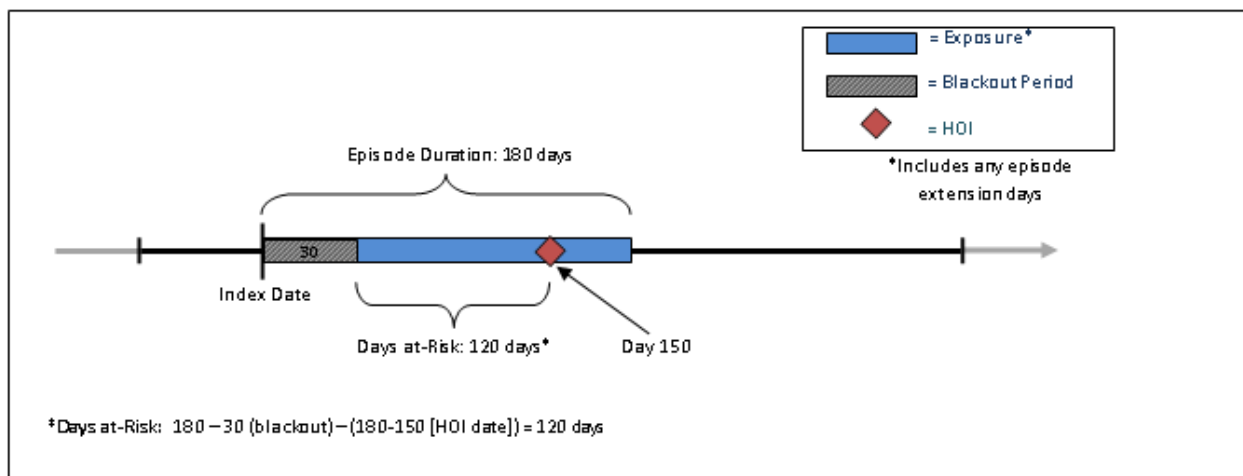 = Exposure*
= Blackout Period
= HOI
*Includes any episode
extension days
Episode Duration: 180 days
30
Index Date
Days at-Risk: 120 days*
Day 150
*Days at-Risk: 180 – 30 (blackout) – (180-150 [HOI date]) = 120 days